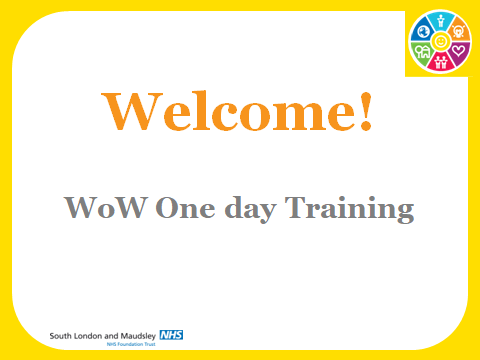 Welcome!
WoW One day Training
South London and Maudsley NHS
NHS Foundation Trust